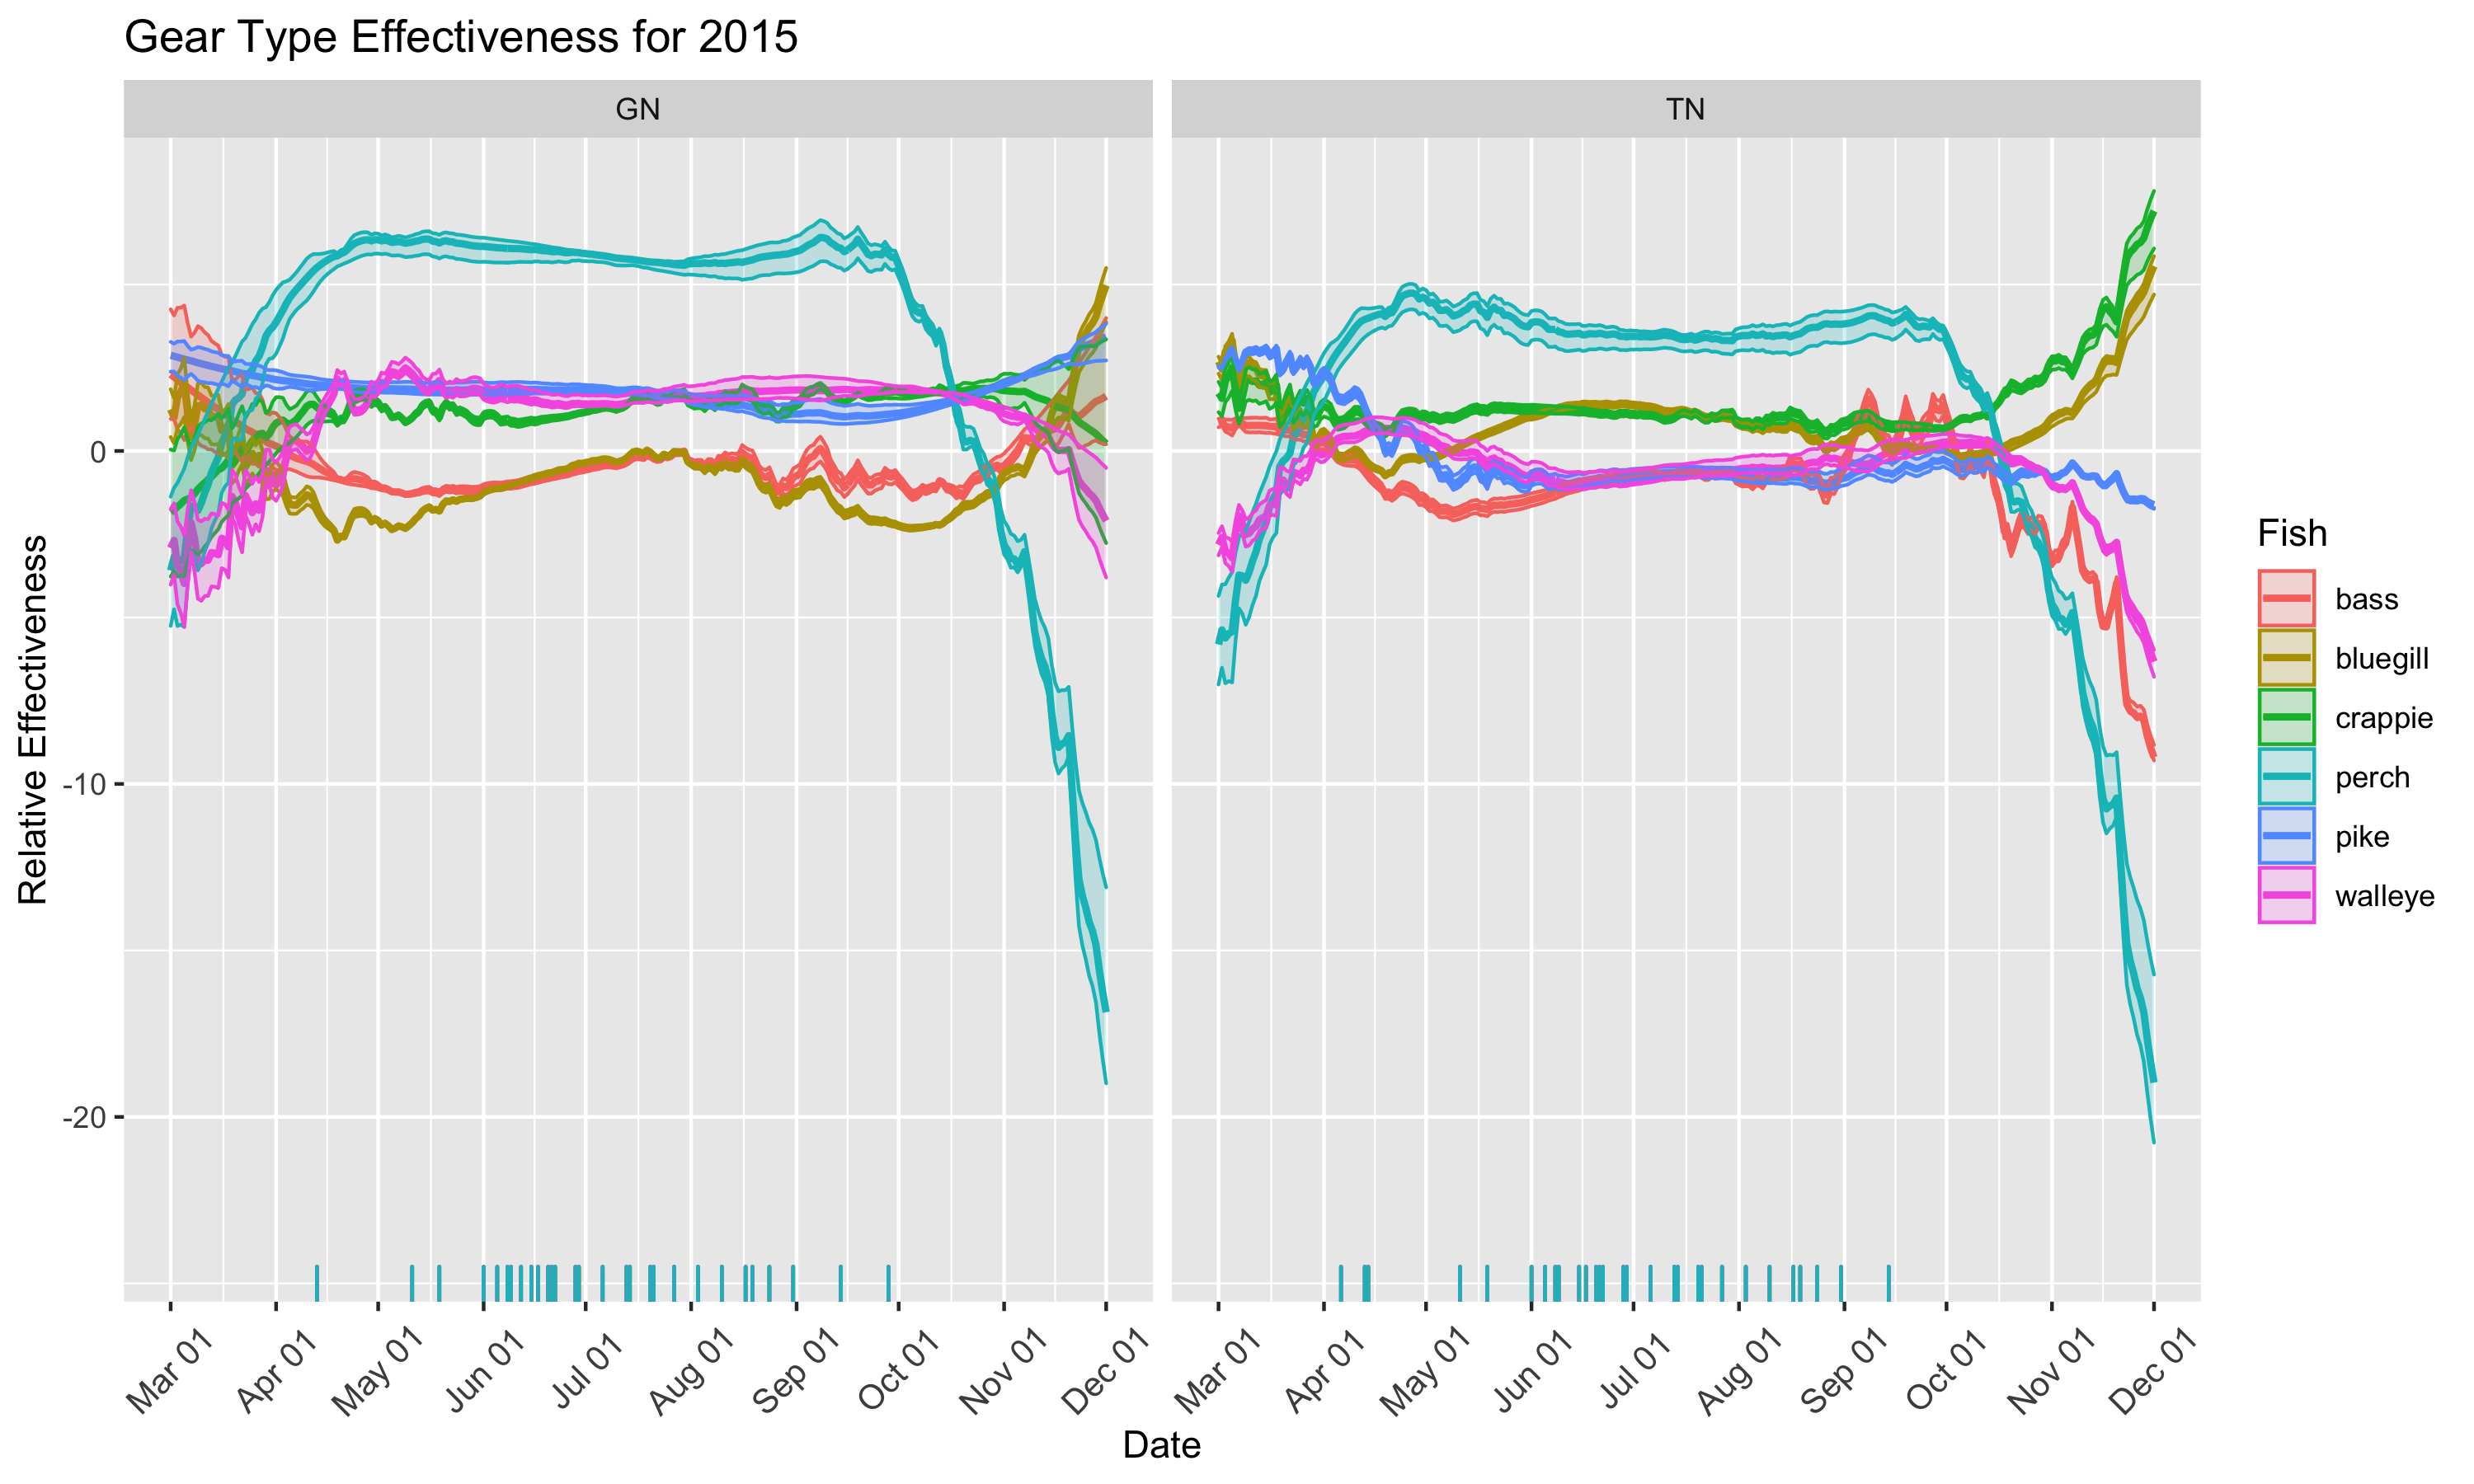 Gear Type Effectiveness for 2015
GN
TN
Relative Effectiveness
0
-10
-20
Mar 01
Apr 01
May 01
Jun 01
Jul 01
Aug 01
Sep 01
Oct 01
Nov 01
Dec 01
Mar 01
Apr 01
May 01
Jun 01
Jul 01
Aug 01
Sep 01
Oct 01
Nov 01
Dec 01
Date
Fish
bass
bluegill
crappie
perch
pike
walleye